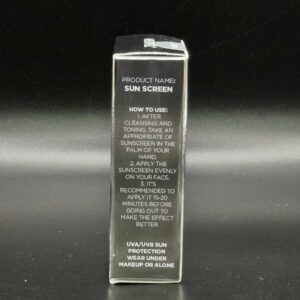 PRODUCT NAME:
SUN SCREEN
HOW TO USE:
1. AFTER
CLEANSING AND
TONING, TAKE AN
APPROPRIATE OF
SUNSCREEN IN THE
PALM OF YOUR
HAND.
2. APPLY THE
SUNSCREEN EVENLY
ON YOUR FACE.
3. IT'S
RECOMMENDED TO
APPLY IT 15-20
MINUTES BEFORE
GOING OUT TO
MAKE THE EFFECT
BETTER
UVA/UVB SUN
PROTECTION
WEAR UNDER
MAKEUP OR ALONE